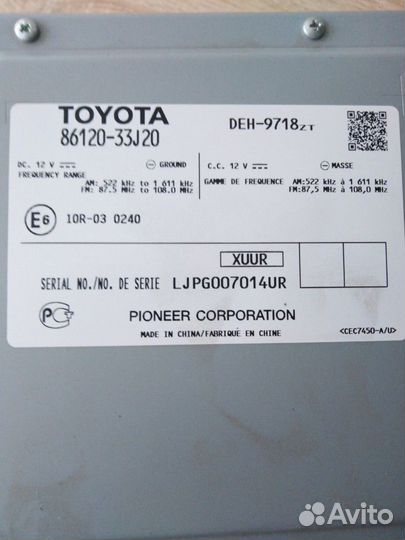 TOYOTA
86120-33J20
DEH-9718ZT
DC. 12 V GROUND
FREQUENCY RANGE
AM: 522 kHz to 1 611 kHz
FM: 87.5 MHz to 108.0 MHz
C.C. 12 V MASSE
GAMME DE FREQUENCE
AM:522 kHz à 1 611 kHz
FM:87,5 MHz à 108,0 MHz
E6 10R-03 0240
XUUR
SERIAL NO./NO. DE SERIE LJPG007014UR
PIONEER CORPORATION
MADE IN CHINA/FABRIQUÉ EN CHINE
<CEC7450-A/U>
Avito